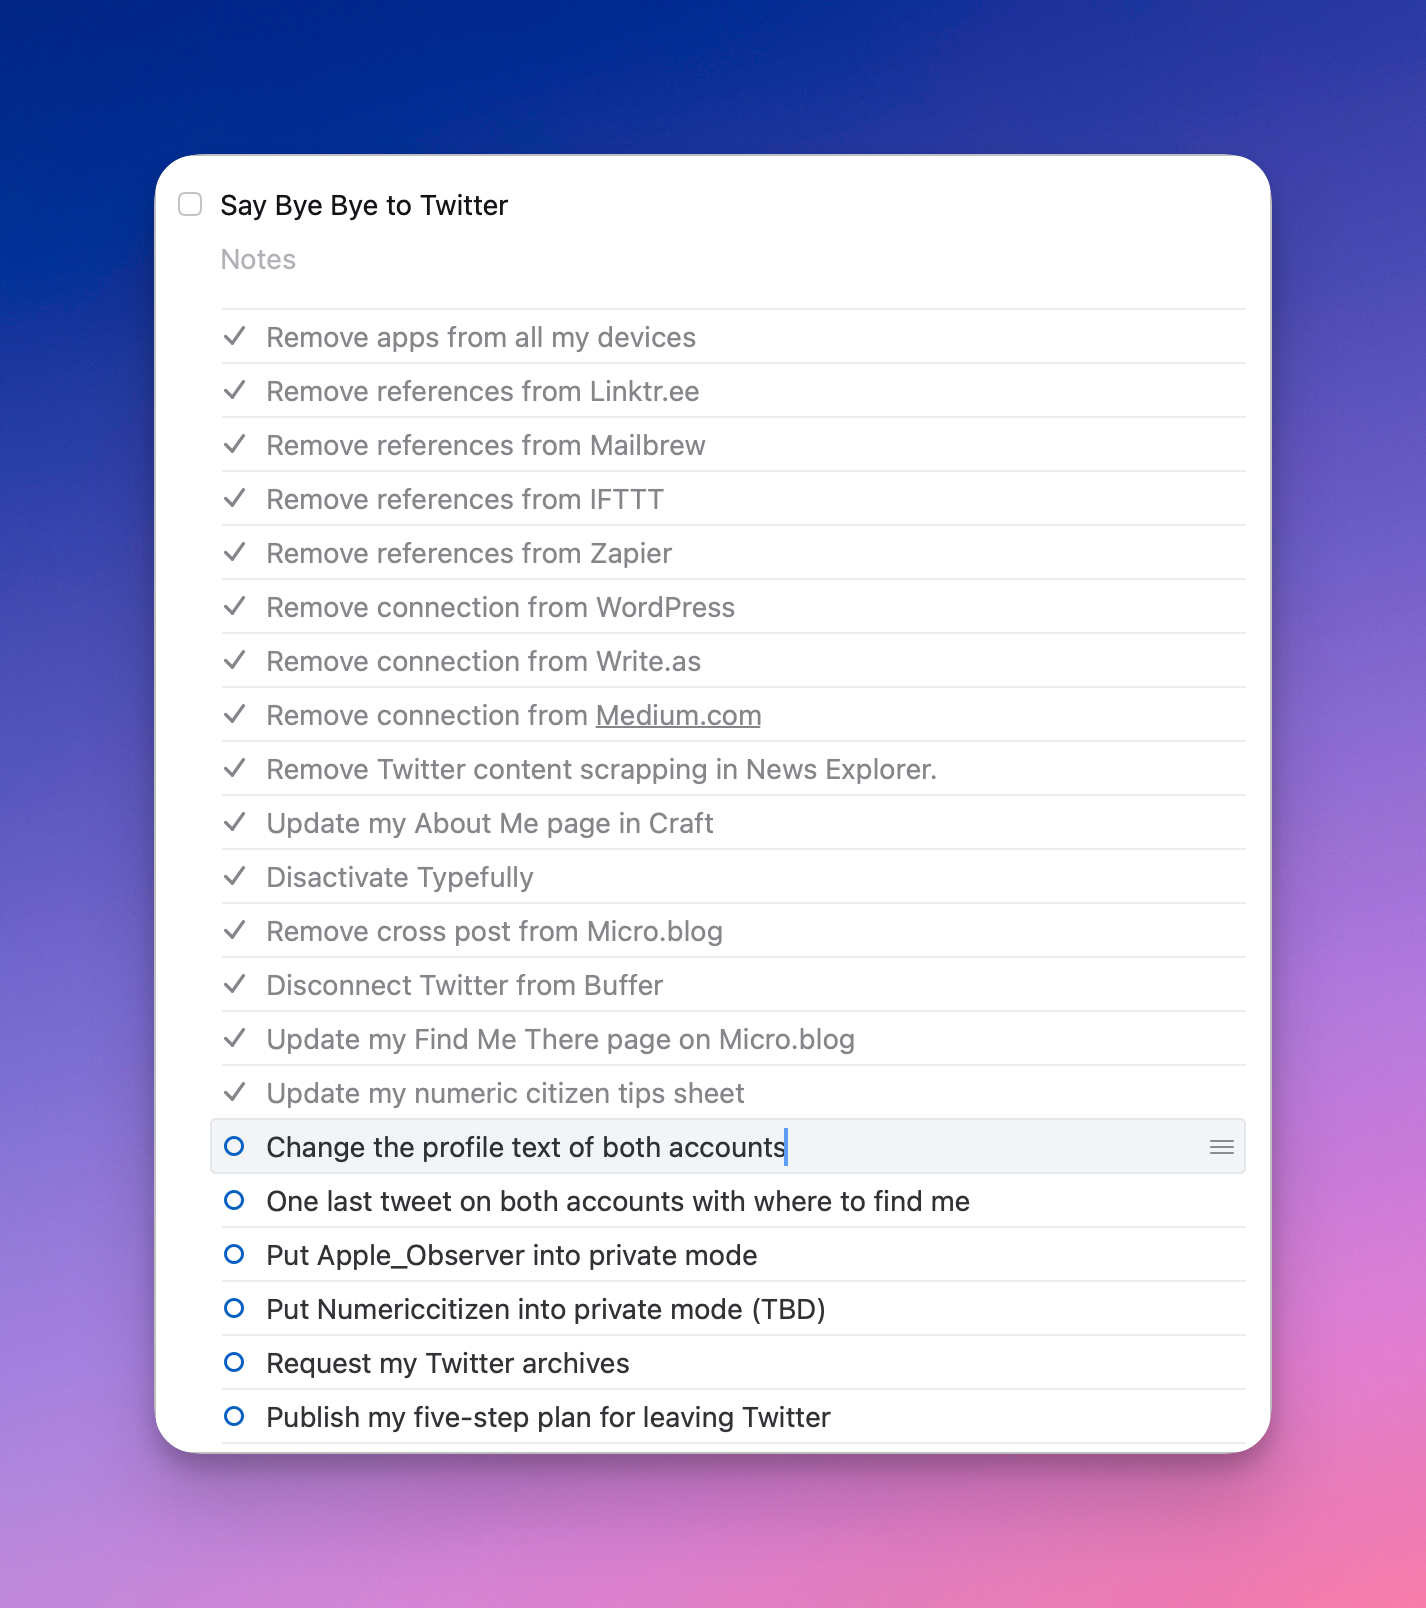 Say Bye Bye to Twitter
Notes
Remove apps from all my devices
Remove references from Linktr.ee
Remove references from Mailbrew
Remove references from IFTTT
Remove references from Zapier
Remove connection from WordPress
Remove connection from Write.as
Remove connection from Medium.com
Remove Twitter content scrapping in News Explorer.
Update my About Me page in Craft
Disactivate Typefully
Remove cross post from Micro.blog
Disconnect Twitter from Buffer
Update my Find Me There page on Micro.blog
Update my numeric citizen tips sheet
Change the profile text of both accounts
One last tweet on both accounts with where to find me
Put Apple_Observer into private mode
Put Numericcitizen into private mode (TBD)
Request my Twitter archives
Publish my five-step plan for leaving Twitter